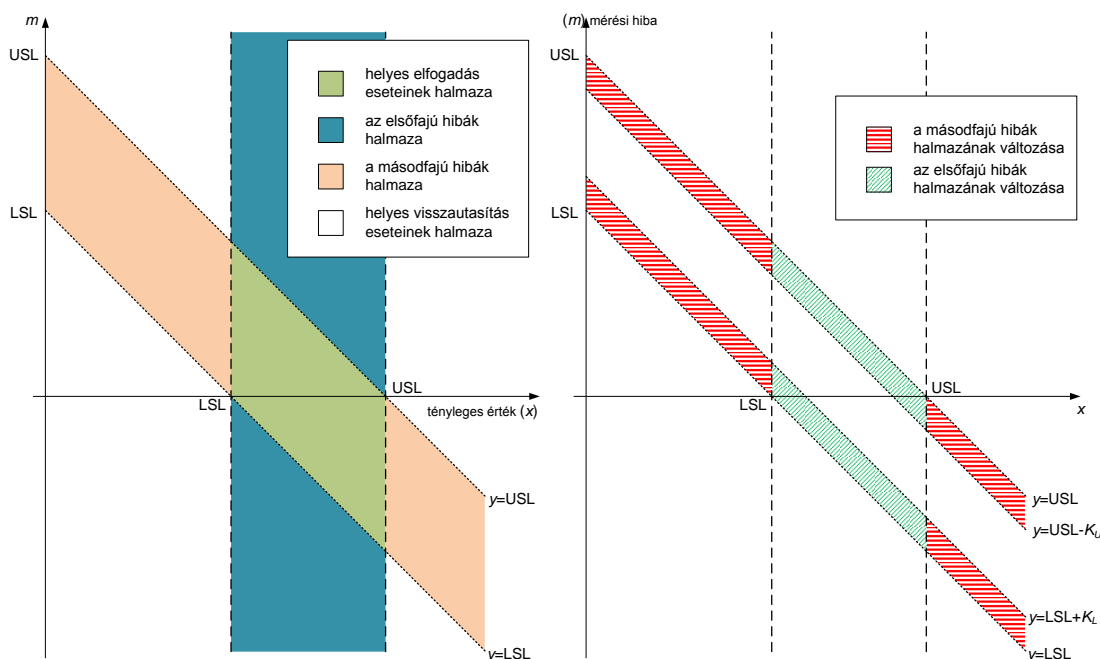 m
USL
LSL
helyes elfogadás
eseteinek halmaza
az elsőfajú hibák
halmaza
a másodfajú hibák
halmaza
helyes visszautasítás
eseteinek halmaza
USL
LSL
tényleges érték (x)
y=USL
y=LSL
(m) mérési hiba
USL
LSL
a másodfajú hibák
halmazának változása
az elsőfajú hibák
halmazának változása
USL
LSL
x
y=USL
y=USL-KU
y=LSL+KL
y=LSL